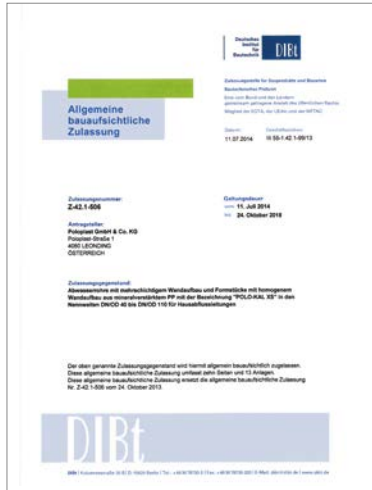 Deutsches
Institut
für
Bautechnik
DIBt
Allgemeine
bauaufsichtliche
Zulassung
Zulassungsstelle für Bauprodukte und Bauarten
Bautechnisches Prüfamt
Eine vom Bund und den Ländern
gemeinsam getragene Anstalt des öffentlichen Rechts
Mitglied der EOTA, der UEAtc und der WFTAO
Datum:
Geschäftszeichen:
11.07.2014
III 55-1.42.1-99/13
Zulassungsnummer:
Z-42.1-506
Antragsteller:
Poloplast GmbH & Co. KG
Poloplast-Straße 1
4060 LEONDING
ÖSTERREICH
Geltungsdauer
vom: 11. Juli 2014
bis: 24. Oktober 2018
Zulassungsgegenstand:
Abwasserrohre mit mehrschichtigem Wandaufbau und Formstücke mit homogenem
Wandaufbau aus mineralverstärktem PP mit der Bezeichnung "POLO-KAL XS" in den
Nennweiten DN/OD 40 bis DN/OD 110 für Hausabflussleitungen
Der oben genannte Zulassungsgegenstand wird hiermit allgemein bauaufsichtlich zugelassen.
Diese allgemeine bauaufsichtliche Zulassung umfasst zehn Seiten und 13 Anlagen.
Diese allgemeine bauaufsichtliche Zulassung ersetzt die allgemeine bauaufsichtliche Zulassung
Nr. Z-42.1-506 vom 24. Oktober 2013.
DIBt